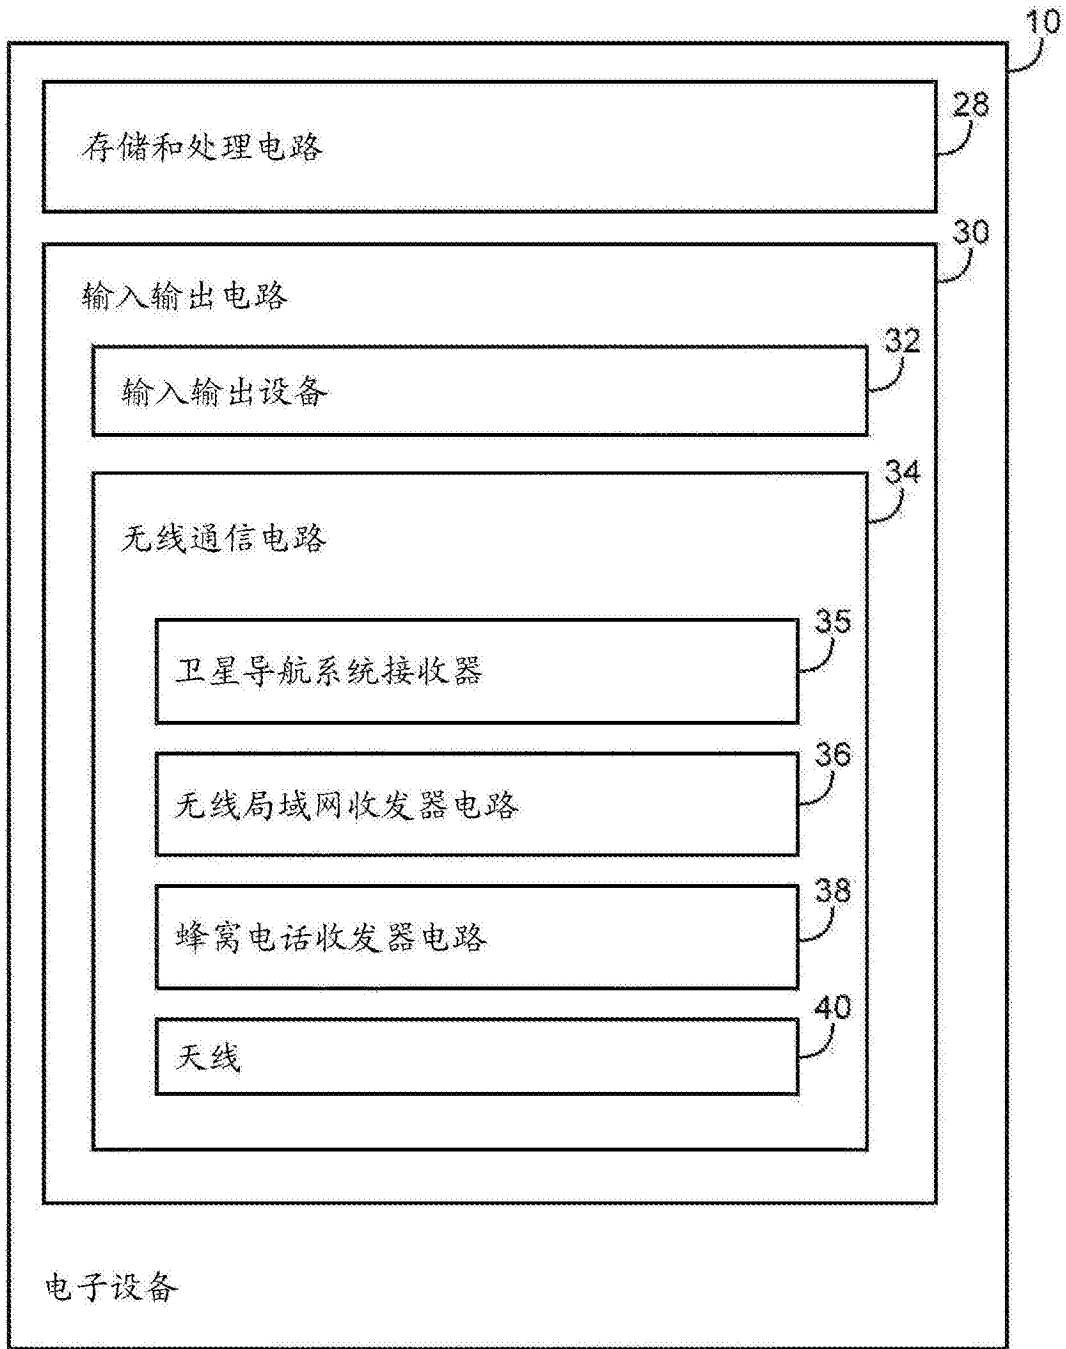 10
28
存储和处理电路
30
输入输出电路
32
输入输出设备
34
无线通信电路
35
卫星导航系统接收器
36
无线局域网收发器电路
38
蜂窝电话收发器电路
40
天线
电子设备